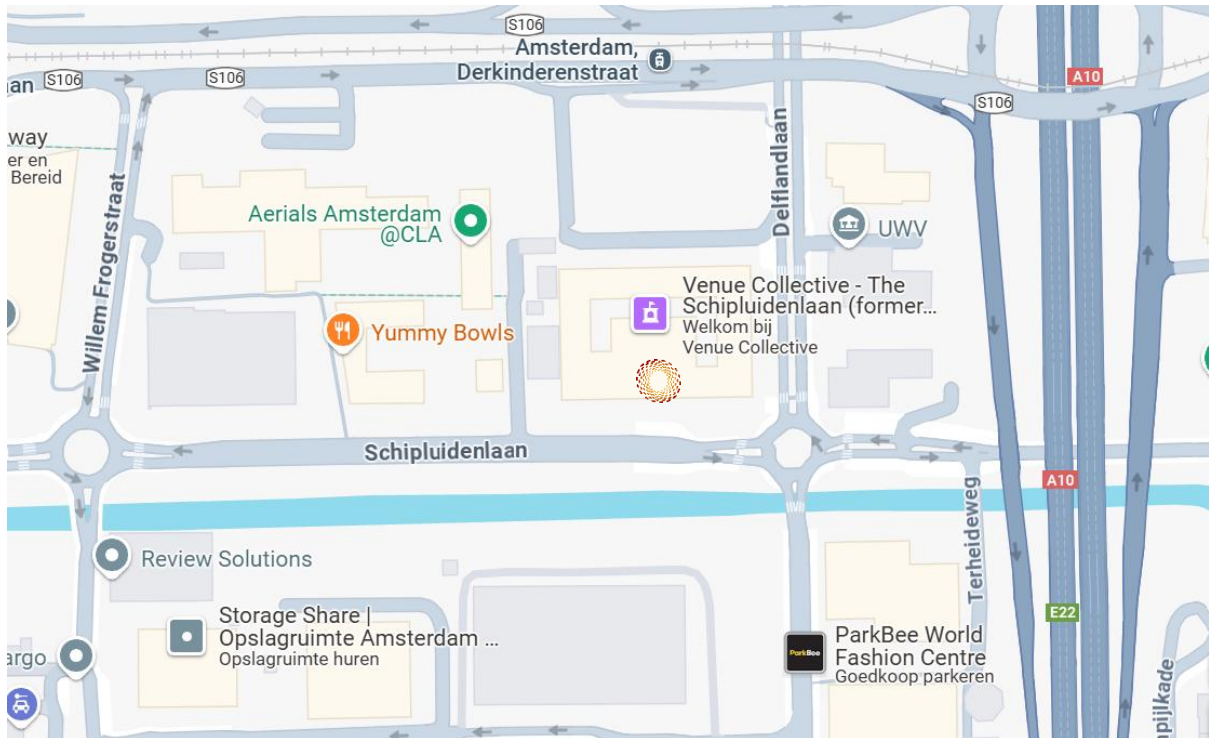 S106
Amsterdam,
Derkinderenstraat
S106
S106
A10
an
S106
way
er en
Bereid
Willem Frogerstraat
Delflandlaan
Aerials Amsterdam
@CLA
UWV
Venue Collective - The
Schipluidenlaan (former...
Welkom bij
Venue Collective
Yummy Bowls
Schipluidenlaan
A10
Terheideweg
Review Solutions
E22
Storage Share |
Opslagruimte Amsterdam ...
Opslagruimte huren
ParkBee
ParkBee World
Fashion Centre
Goedkoop parkeren
argo
pijlkade